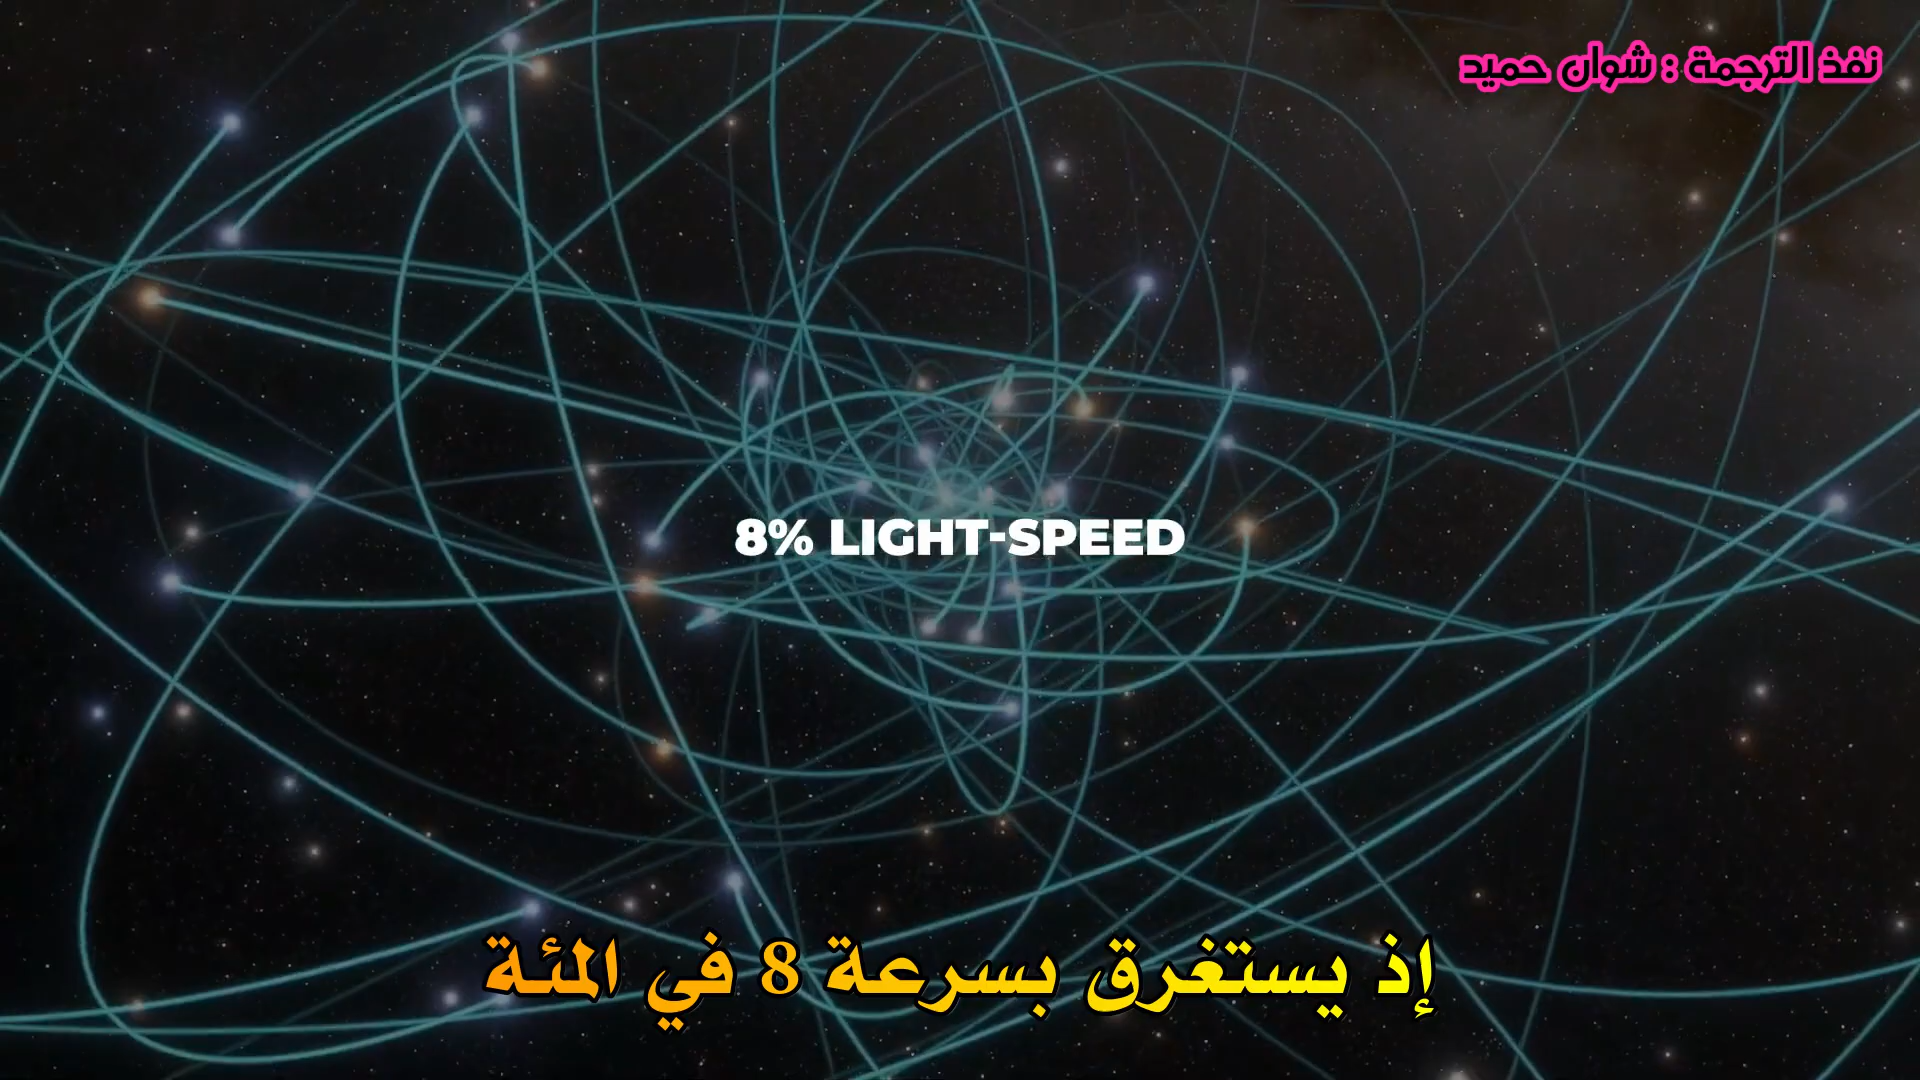 نفذ الترجمة : شوان حميد
8% LIGHT-SPEED
إذ يستغرق بسرعة 8 في المئة